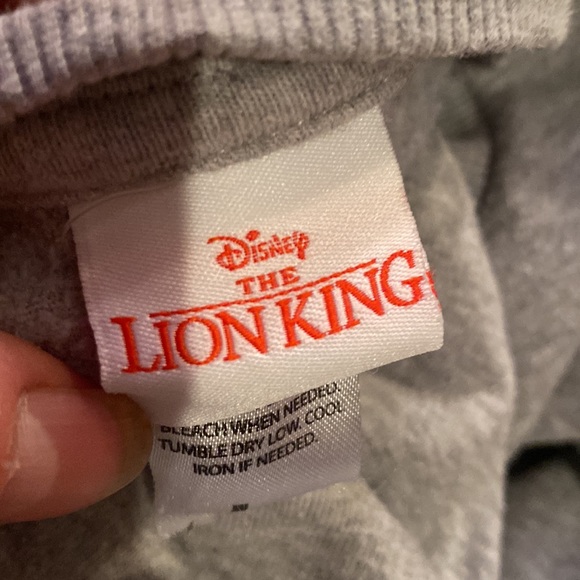 Disney
THE
LION KING
BLEACH WHEN NEEDED.
TUMBLE DRY LOW. COOL
IRON IF NEEDED.